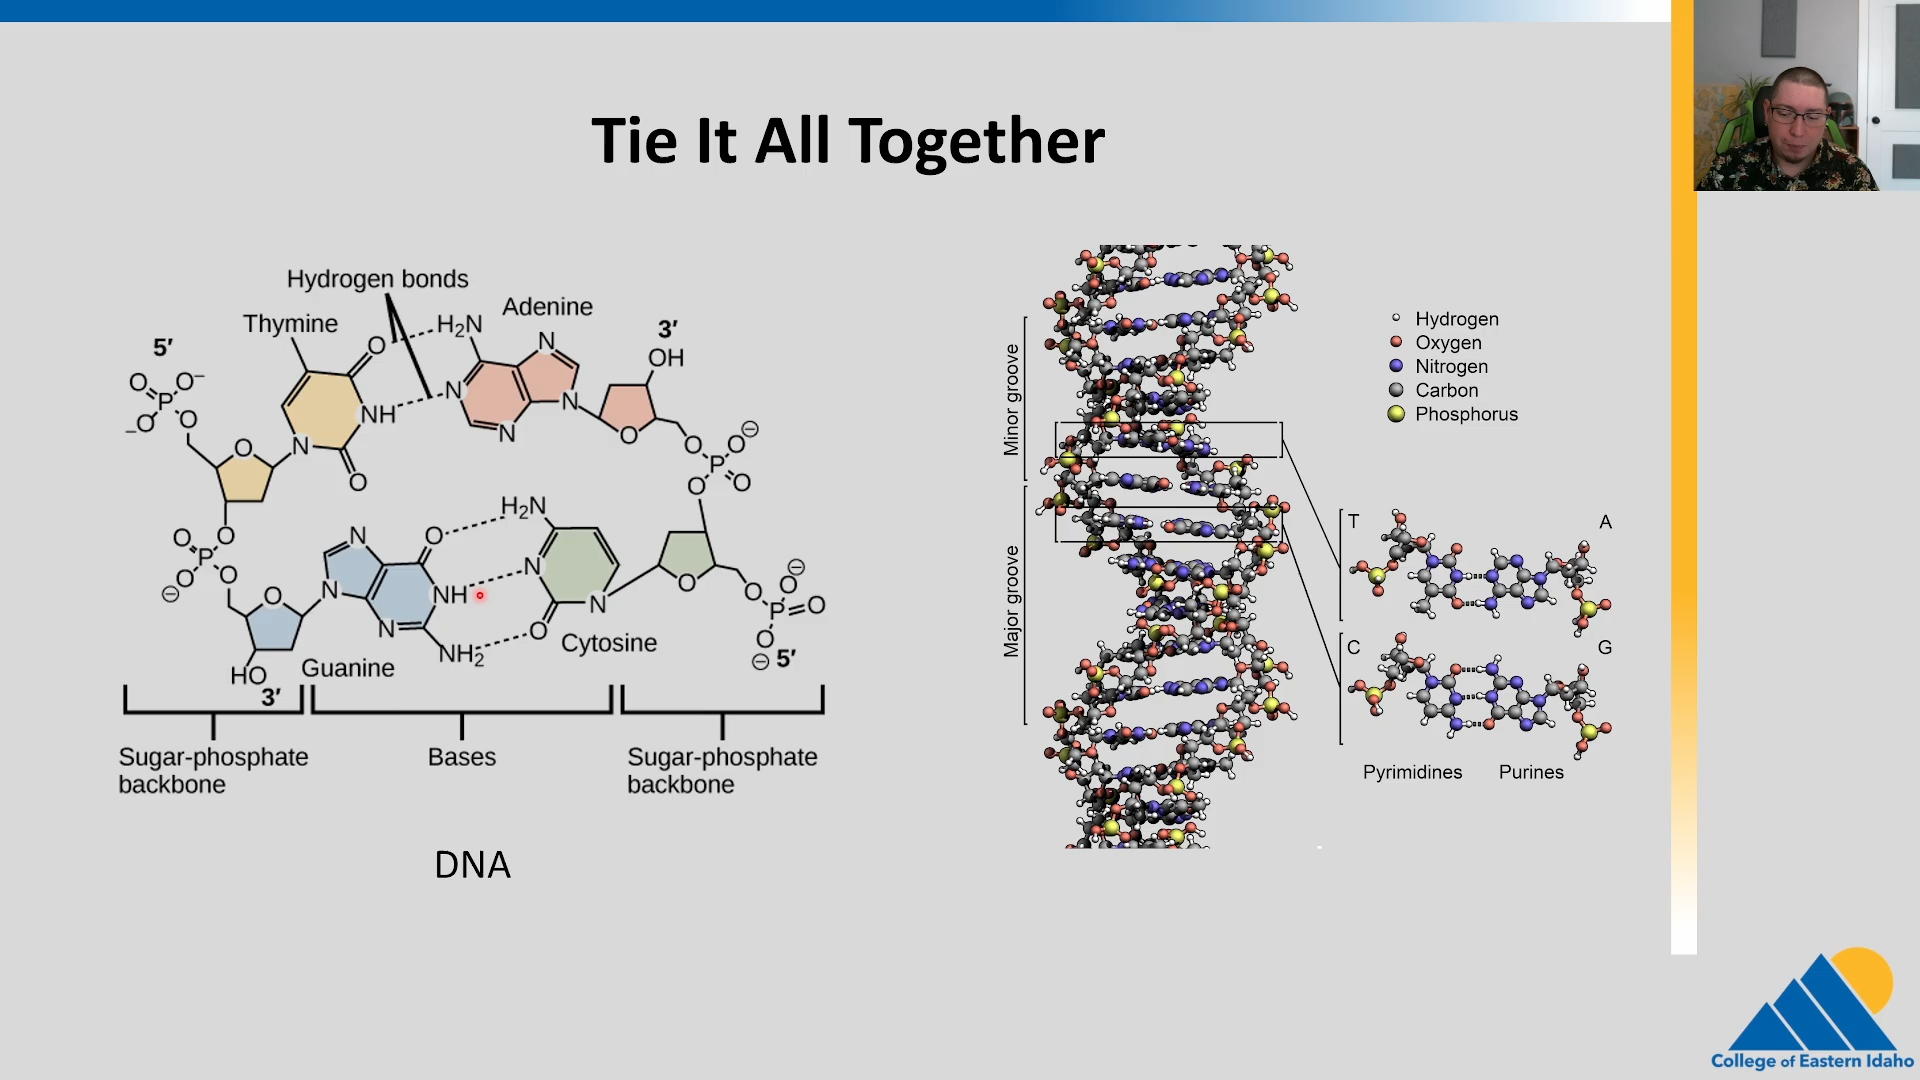 Tie It All Together
Hydrogen bonds
Thymine
Adenine
5′
3′
H₂N
O
N
OH
O
O⁻
P
⁻O
O
NH
N
N
N
N
O
O
O
O
O⊖
P
O
O
H₂N
O
O
P
O
O
⊖
N
O
NH
N
N
N
N
O
O
O
O⊖
P
O
O
⊖
5′
NH₂
O
Cytosine
Guanine
HO
3′
Sugar-phosphate
backbone
Bases
Sugar-phosphate
backbone
DNA
Minor groove
Major groove
Hydrogen
Oxygen
Nitrogen
Carbon
Phosphorus
T A
C G
Pyrimidines Purines
College of Eastern Idaho